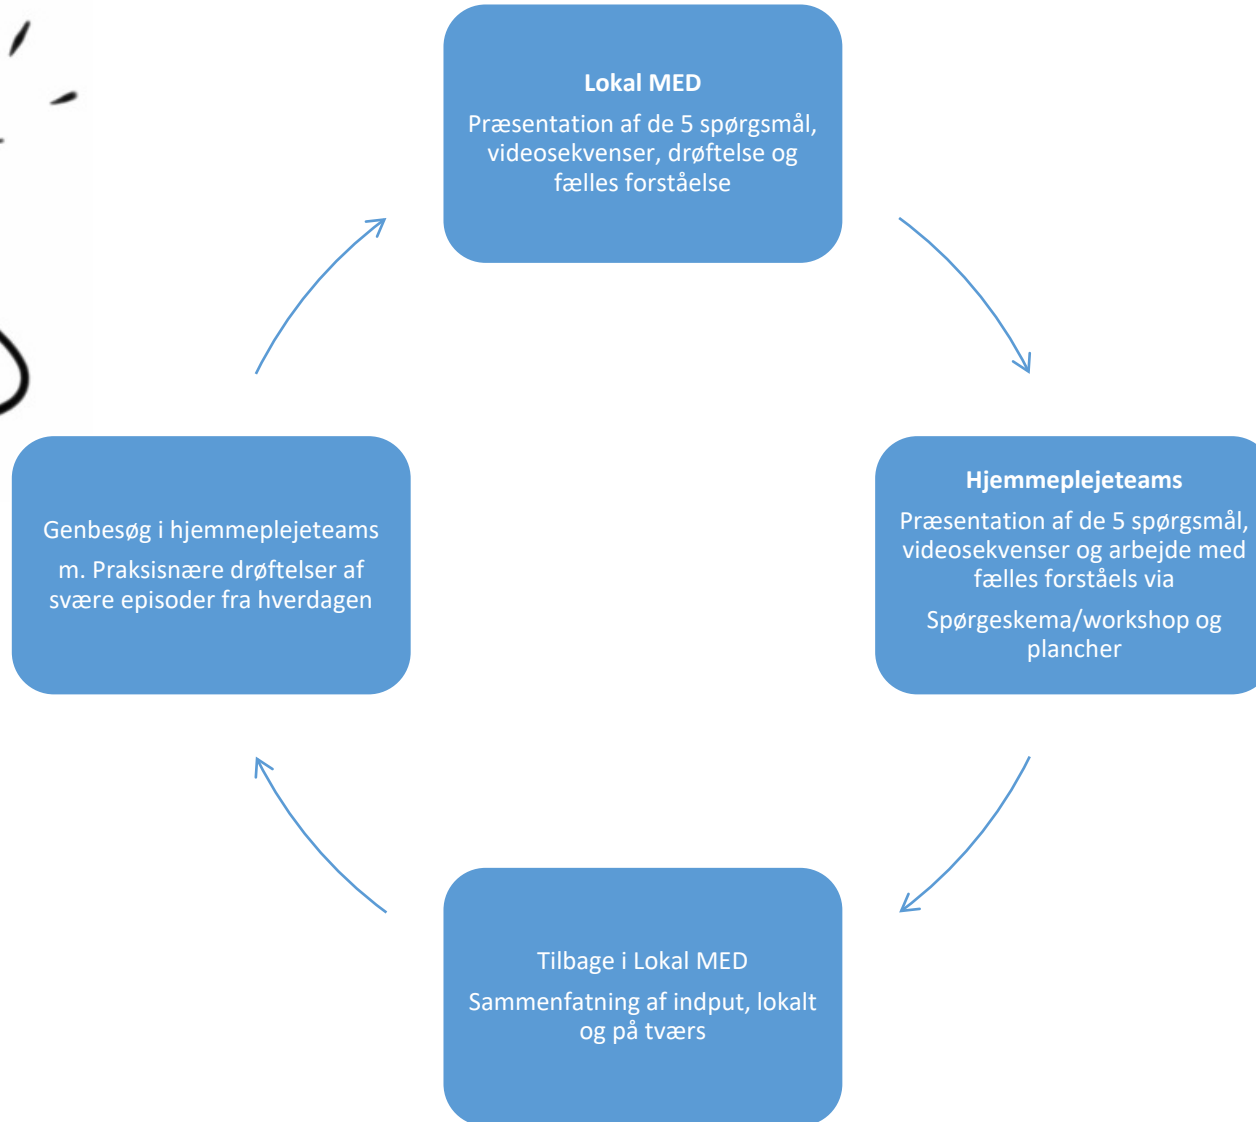 Lokal MED
Præsentation af de 5 spørgsmål,
videosekvenser, drøftelse og
fælles forståelse
Hjemmeplejeteams
Præsentation af de 5 spørgsmål,
videosekvenser og arbejde med
fælles forståels via
Spørgeskema/workshop og
plancher
Tilbage i Lokal MED
Sammenfatning af indput, lokalt
og på tværs
Genbesøg i hjemmeplejeteams
m. Praksisnære drøftelser af
svære episoder fra hverdagen